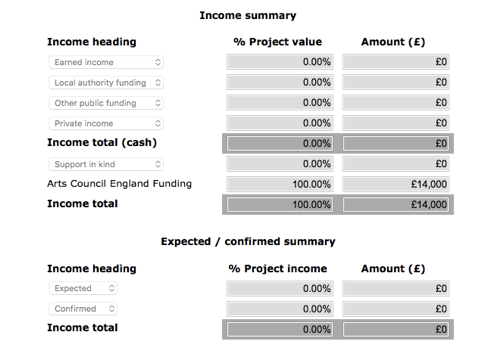 Income summary
Income heading % Project value Amount (£)
Earned income 0.00% £0
Local authority funding 0.00% £0
Other public funding 0.00% £0
Private income 0.00% £0
Income total (cash) 0.00% £0
Support in kind 0.00% £0
Arts Council England Funding 100.00% £14,000
Income total 100.00% £14,000
Expected / confirmed summary
Income heading % Project income Amount (£)
Expected 0.00% £0
Confirmed 0.00% £0
Income total 0.00% £0